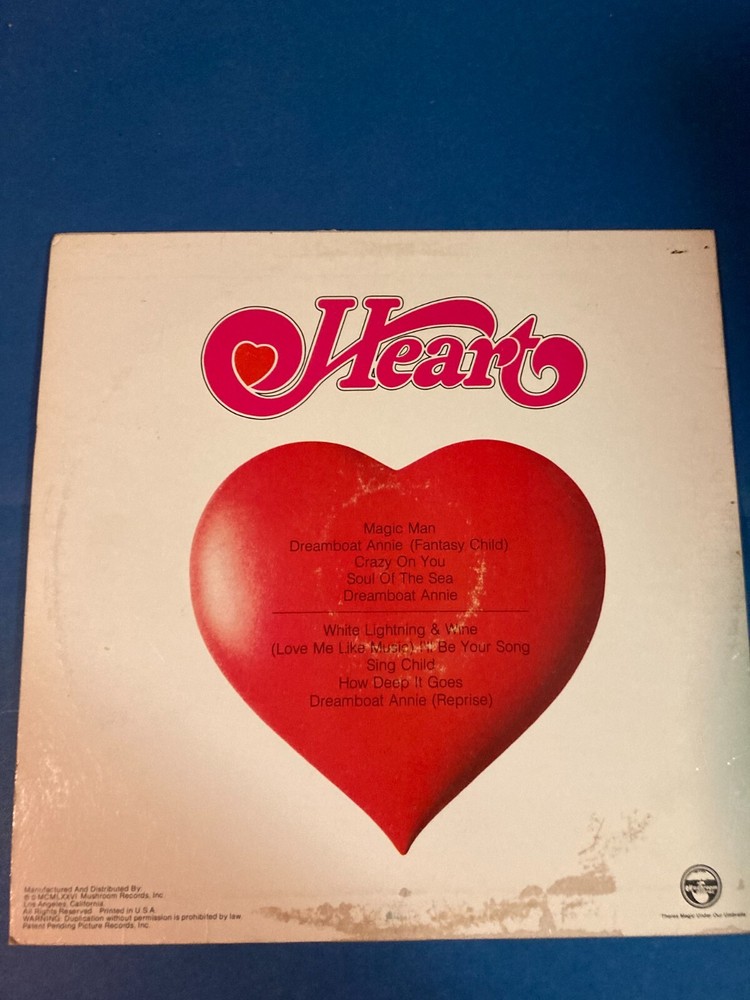 Heart
Magic Man
Dreamboat Annie (Fantasy Child)
Crazy On You
Soul Of The Sea
Dreamboat Annie
White Lightning & Wine
(Love Me Like Music) I'll Be Your Song
Sing Child
How Deep It Goes
Dreamboat Annie (Reprise)
Manufactured And Distributed By:
℗ © MCMLXXVI Mushroom Records, Inc.
Los Angeles, California
All Rights Reserved Printed in U.S.A.
WARNING: Duplication without permission is prohibited by law.
Patent Pending Picture Records, Inc.
Mushroom
Theres Magic Under Our Umbrella